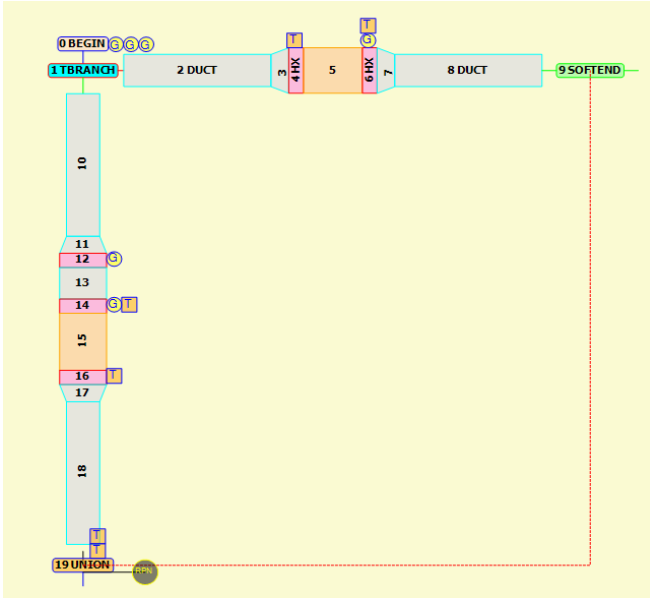 0 BEGIN G G G
T T
G
1 TBRANCH 2 DUCT 3 4 HX 5 6 HX 7 8 DUCT 9 SOFTEND
10
11
12 G
13
14 G T
15
16 T
17
18
T
T
19 UNION RPN